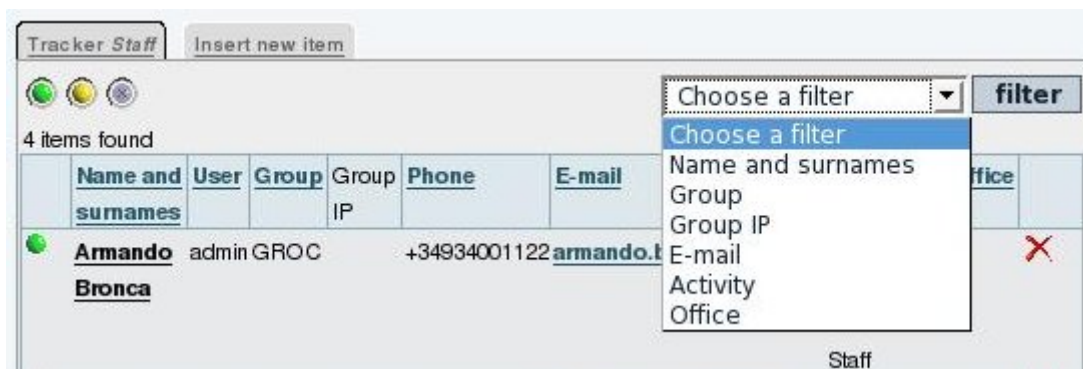 Tracker Staff Insert new item
Choose a filter filter
4 items found
Choose a filter
Name and surnames
Group
Group IP
E-mail
Activity
Office
Name and surnames User Group Group IP Phone E-mail
Armando Bronca admin GROC +34934001122
Staff